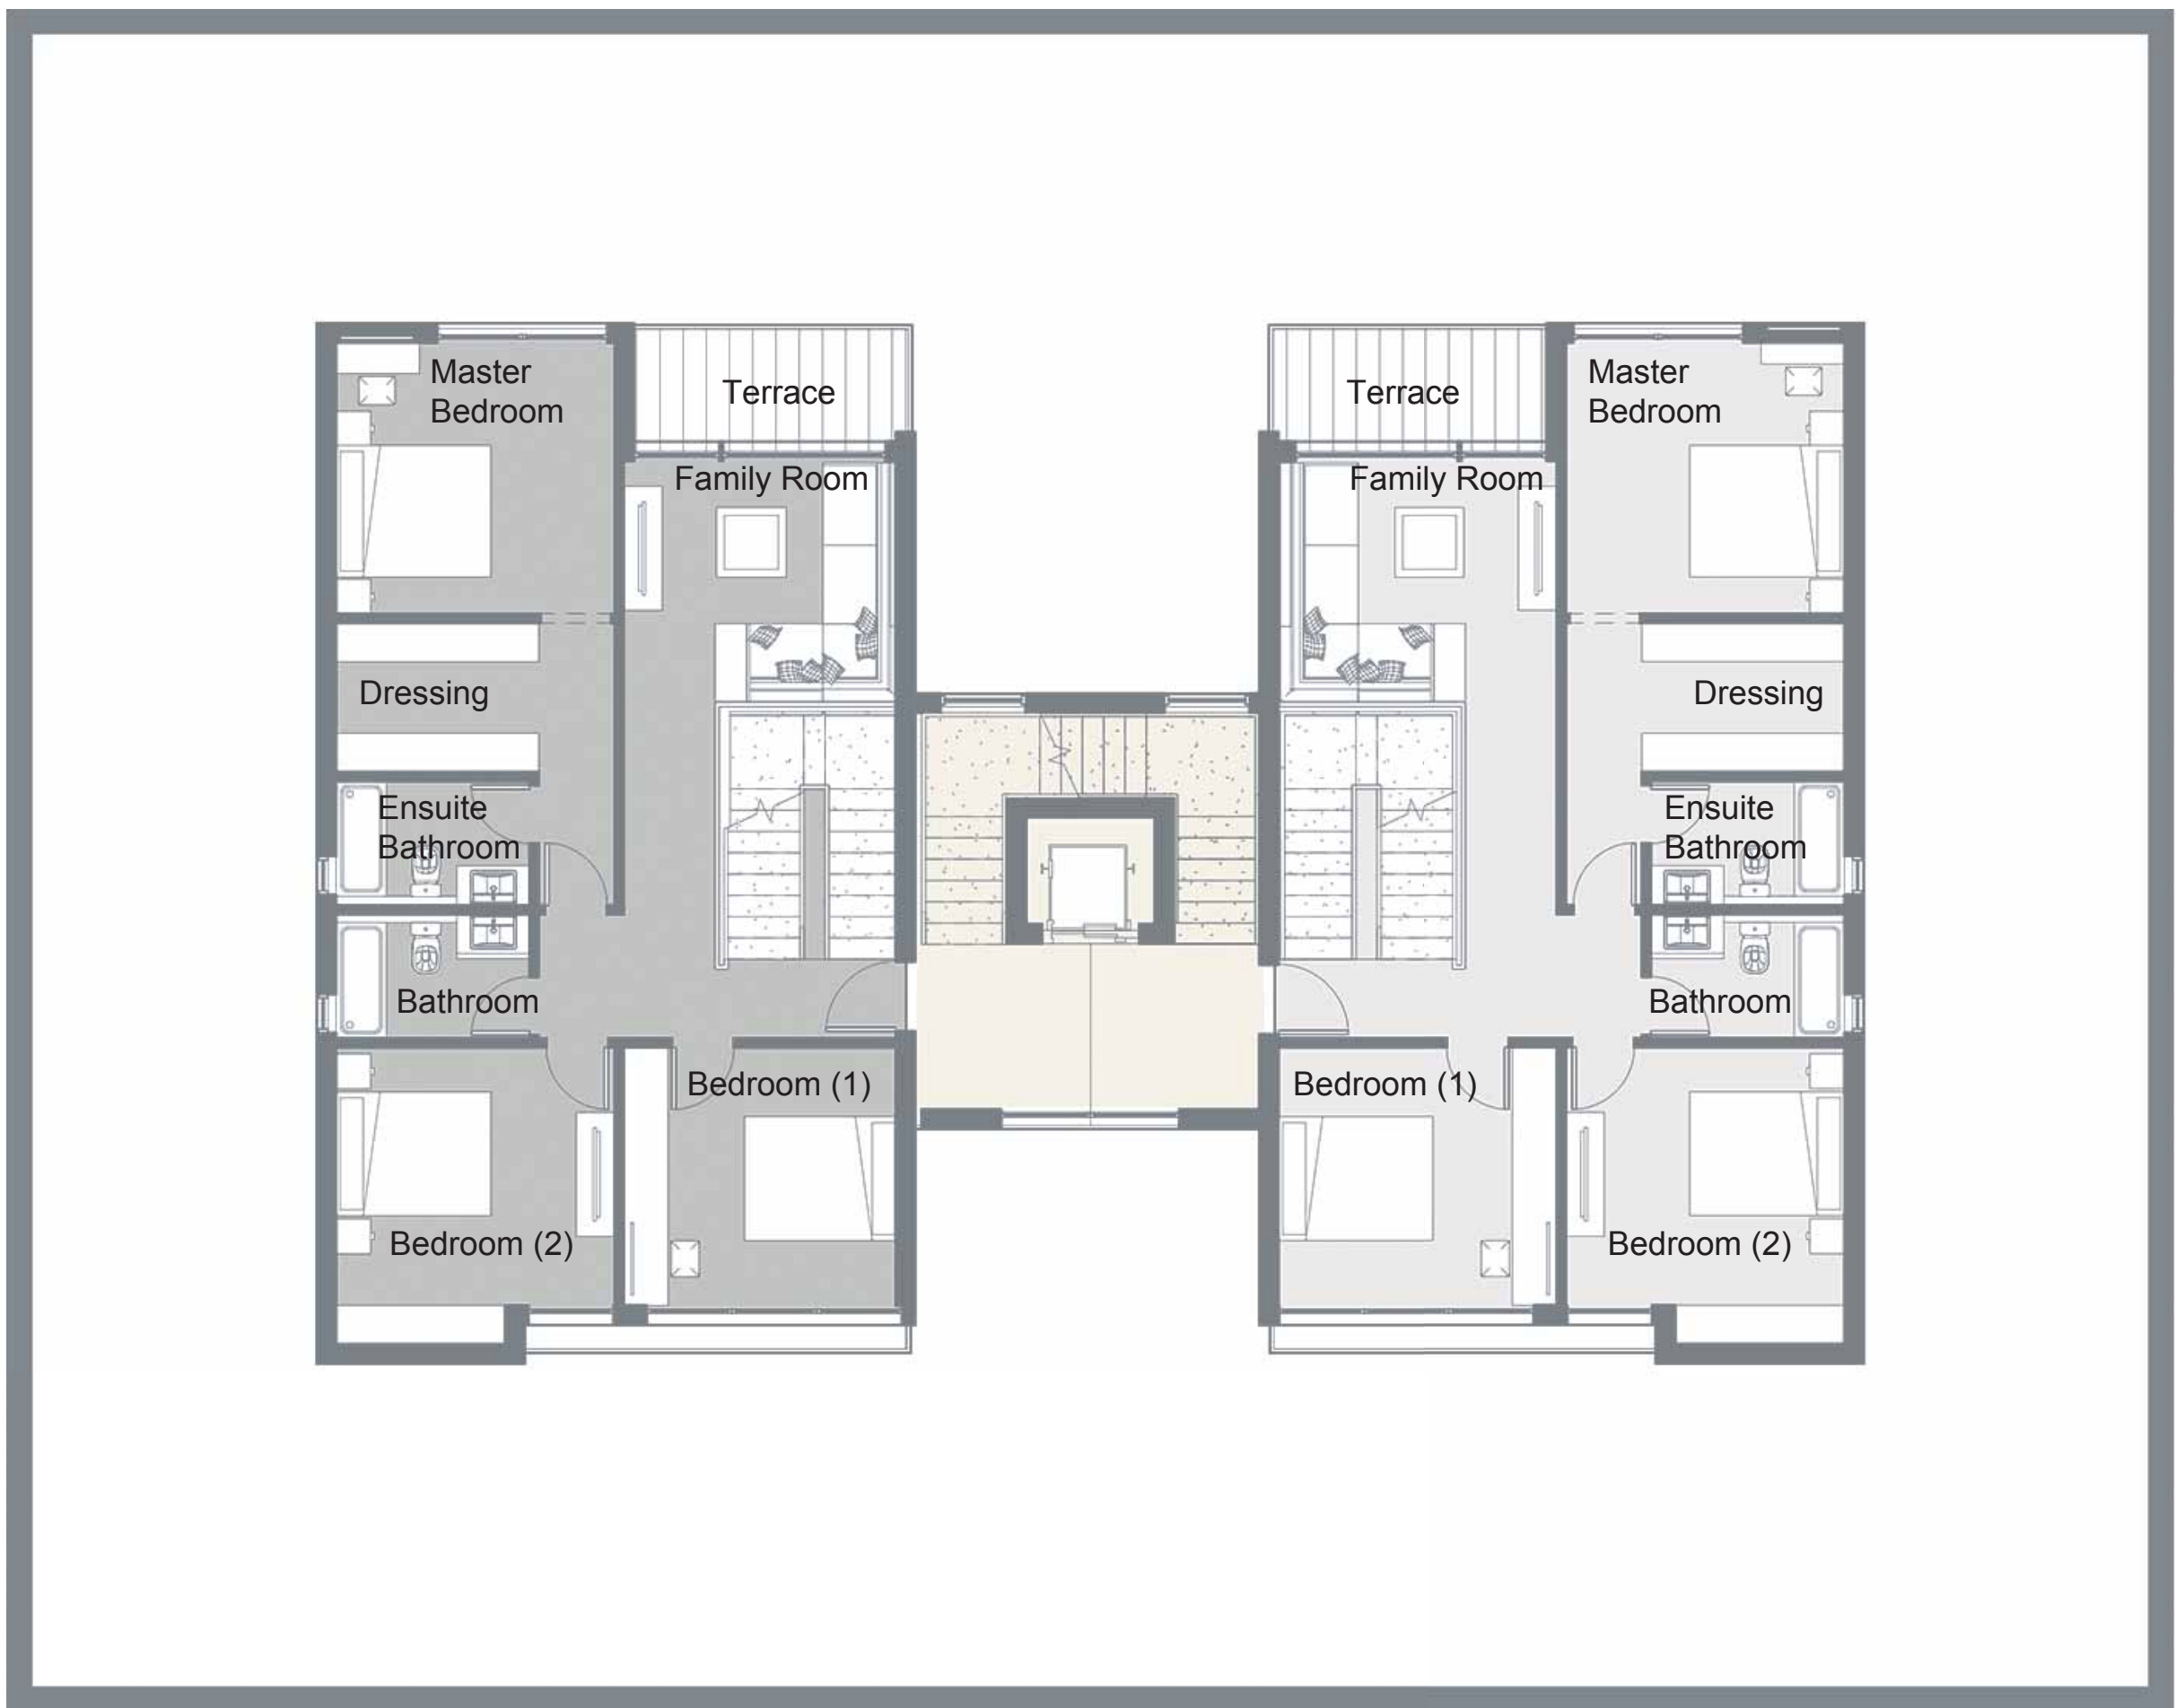 Master
Bedroom
Terrace
Terrace
Master
Bedroom
Family Room
Family Room
Dressing
Dressing
Ensuite
Bathroom
Ensuite
Bathroom
Bathroom
Bathroom
Bedroom (1)
Bedroom (1)
Bedroom (2)
Bedroom (2)